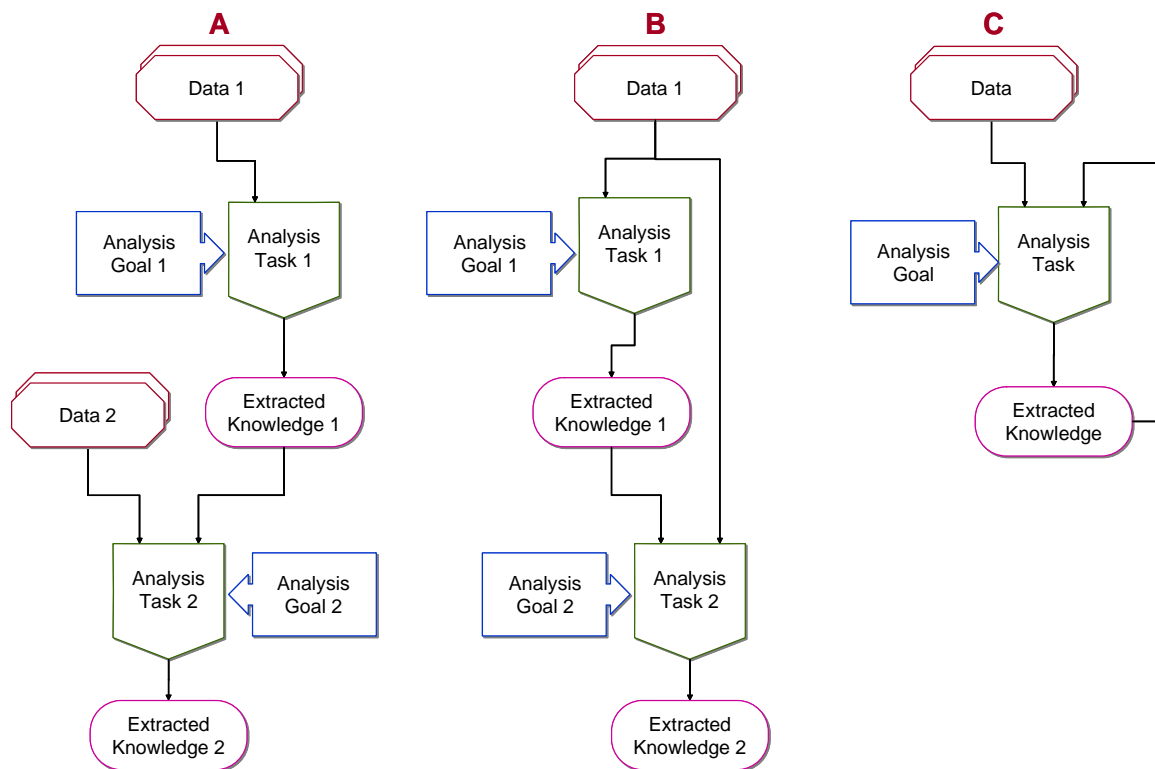 A
Data 1
Analysis
Goal 1
Analysis
Task 1
Data 2
Extracted
Knowledge 1
Analysis
Task 2
Analysis
Goal 2
Extracted
Knowledge 2
B
Data 1
Analysis
Goal 1
Analysis
Task 1
Extracted
Knowledge 1
Analysis
Goal 2
Analysis
Task 2
Extracted
Knowledge 2
C
Data
Analysis
Goal
Analysis
Task
Extracted
Knowledge